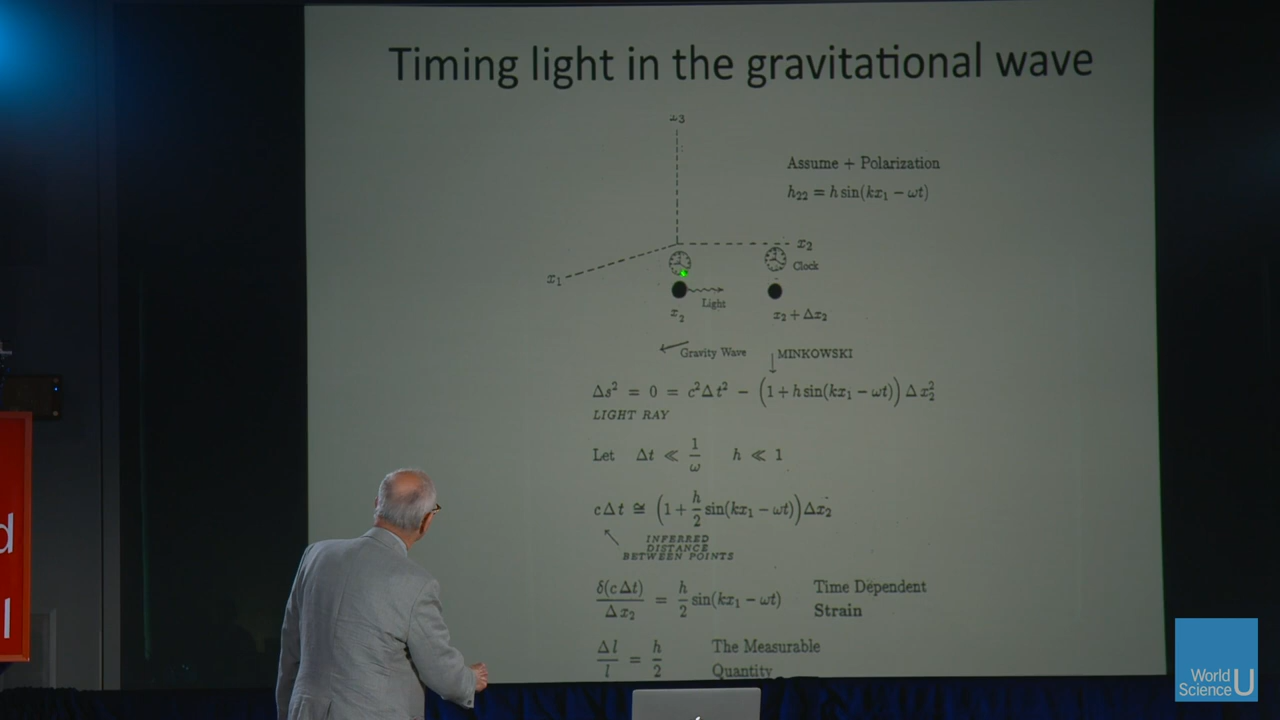 Timing light in the gravitational wave
x3
Assume + Polarization
h₂₂ = h sin(kx₁ − ωt)
x₂
x₁
Clock
Light
x₂
x₂ + Δx₂
Gravity Wave
MINKOWSKI
Δs² = 0 = c²Δt² − (1 + h sin(kx₁ − ωt)) Δx₂²
LIGHT RAY
Let Δt ≪ 1/ω h ≪ 1
cΔt ≅ (1 + h/2 sin(kx₁ − ωt)) Δx₂
INFERRED
DISTANCE
BETWEEN POINTS
δ(cΔt)/Δx₂ = h/2 sin(kx₁ − ωt) Time Dependent
Strain
Δl/l = h/2 The Measurable
Quantity
d
l
World
Science U